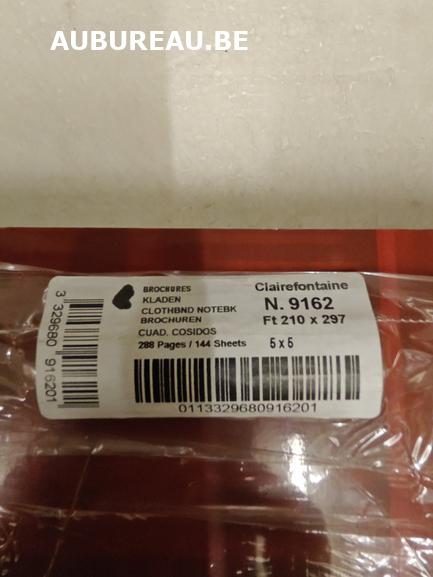 AUBUREAU.BE
BROCHURES
KLADEN
CLOTHBND NOTEBK
BROCHUREN
CUAD. COSIDOS
288 Pages / 144 Sheets
Clairefontaine
N. 9162
Ft 210 x 297
5 x 5
0113329680916201
3 329680 916201